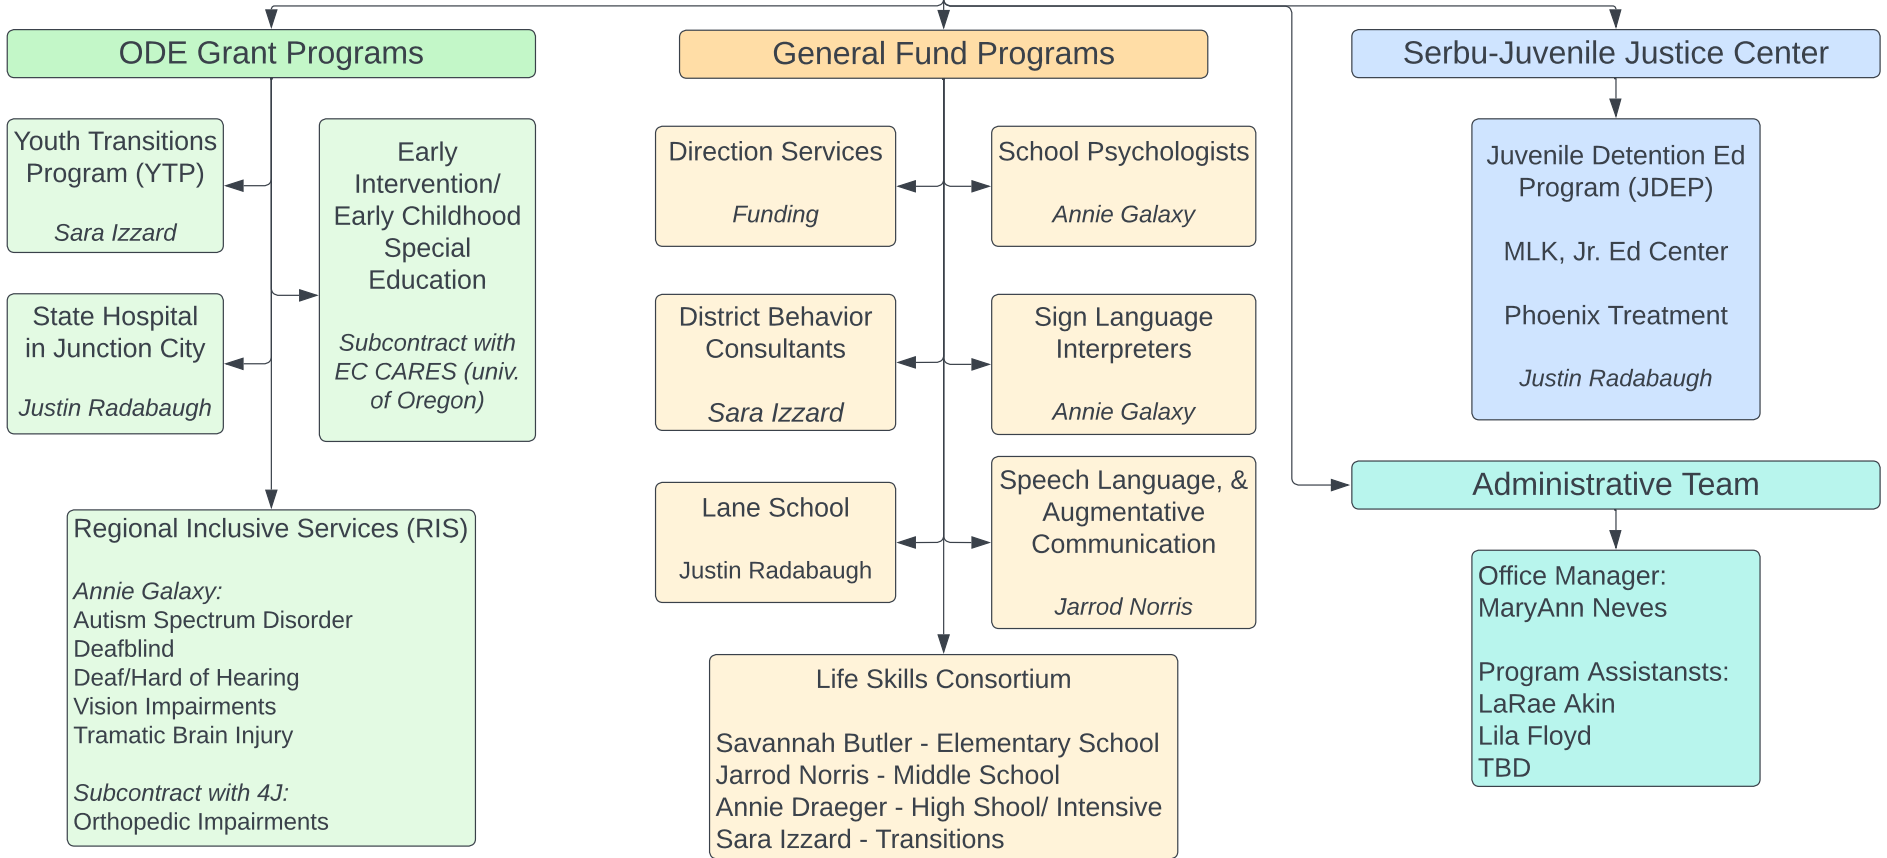 ODE Grant Programs
Youth Transitions
Program (YTP)
Sara Izzard
Early
Intervention/
Early Childhood
Special
Education
Subcontract with
EC CARES (univ.
of Oregon)
State Hospital
in Junction City
Justin Radabaugh
Regional Inclusive Services (RIS)
Annie Galaxy:
Autism Spectrum Disorder
Deafblind
Deaf/Hard of Hearing
Vision Impairments
Tramatic Brain Injury
Subcontract with 4J:
Orthopedic Impairments
General Fund Programs
Direction Services
Funding
School Psychologists
Annie Galaxy
District Behavior
Consultants
Sara Izzard
Sign Language
Interpreters
Annie Galaxy
Lane School
Justin Radabaugh
Speech Language, &
Augmentative
Communication
Jarrod Norris
Life Skills Consortium
Savannah Butler - Elementary School
Jarrod Norris - Middle School
Annie Draeger - High Shool/ Intensive
Sara Izzard - Transitions
Serbu-Juvenile Justice Center
Juvenile Detention Ed
Program (JDEP)
MLK, Jr. Ed Center
Phoenix Treatment
Justin Radabaugh
Administrative Team
Office Manager:
MaryAnn Neves
Program Assistansts:
LaRae Akin
Lila Floyd
TBD